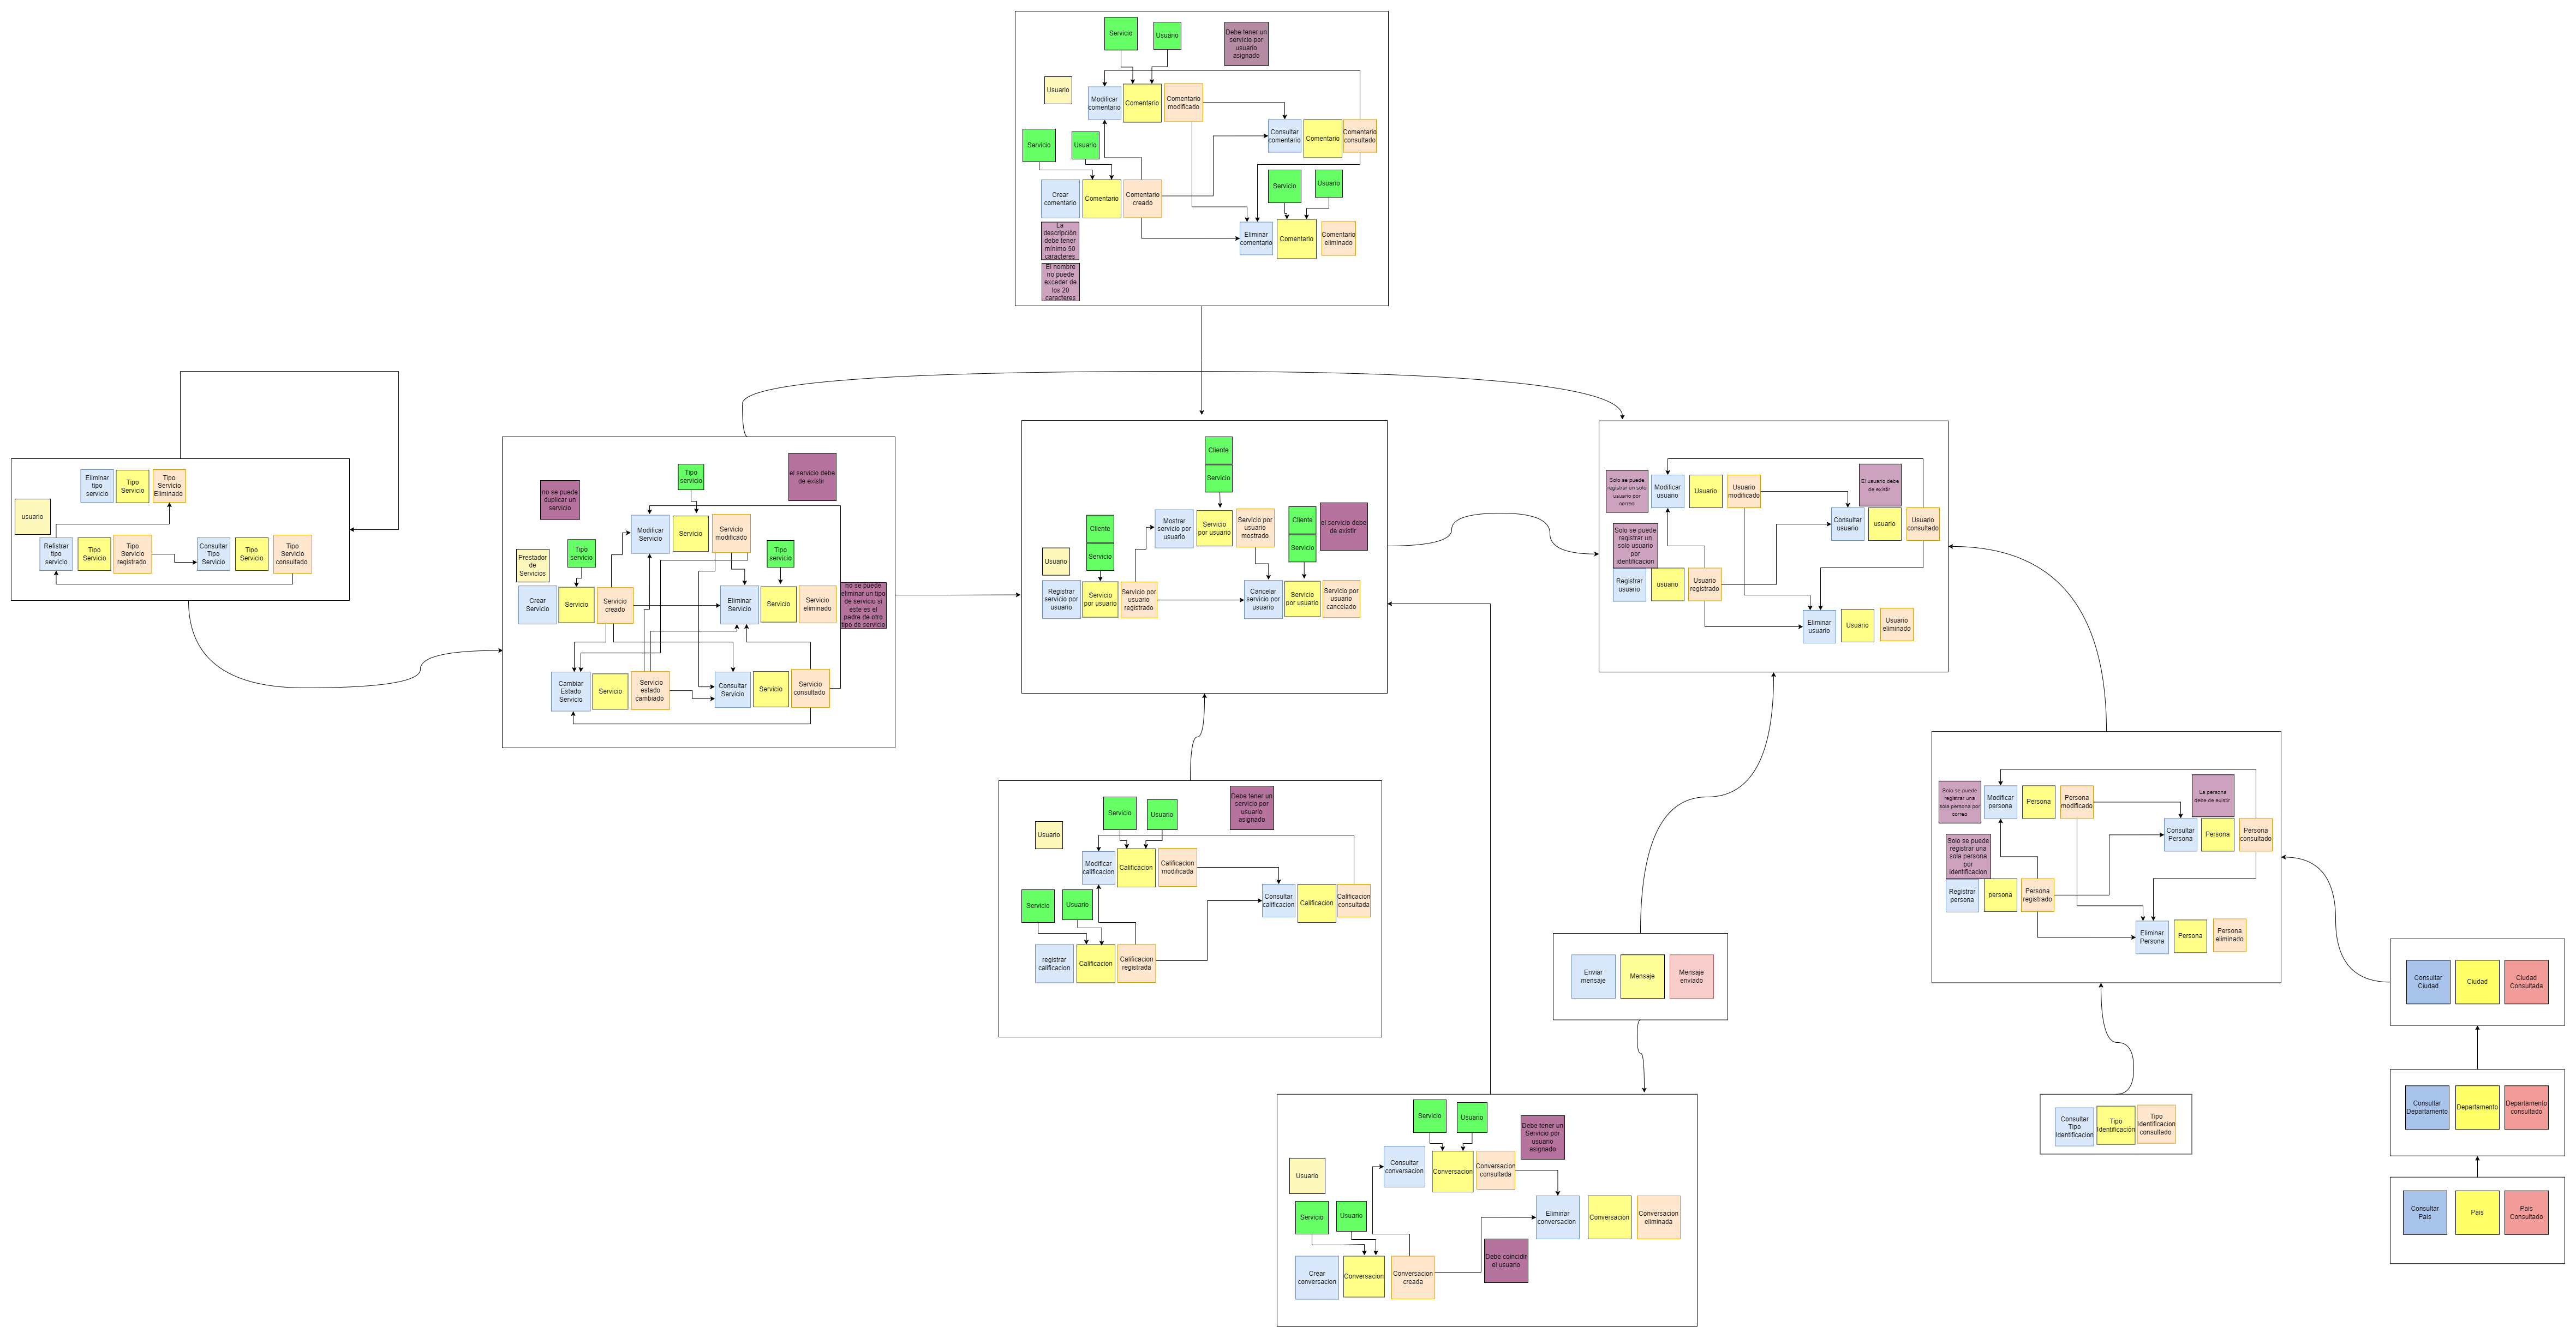 Servicio
Usuario
Debe tener un
servicio por
usuario
asignado
Usuario
Modificar
comentario
Comentario
Comentario
modificado
Consultar
comentario
Comentario
Comentario
consultado
Servicio
Usuario
Crear
comentario
Comentario
Comentario
creado
Servicio
Usuario
Eliminar
comentario
Comentario
Comentario
eliminado
La
descripción
debe tener
mínimo 50
caracteres
El nombre
no puede
exceder de
los 20
caracteres
Eliminar
tipo
servicio
Tipo
Servicio
Tipo
Servicio
Eliminado
usuario
Refistrar
tipo
servicio
Tipo
Servicio
Tipo
Servicio
registrado
Consultar
Tipo
Servicio
Tipo
Servicio
Tipo
Servicio
consultado
no se puede
duplicar un
servicio
Tipo
servicio
el servicio debe
de existir
Modificar
Servicio
Servicio
Servicio
modificado
Prestador
de
Servicios
Tipo
servicio
Tipo
servicio
Crear
Servicio
Servicio
Servicio
creado
Eliminar
Servicio
Servicio
Servicio
eliminado
no se puede
eliminar un tipo
de servicio si
este es el
padre de otro
tipo de servicio
Cambiar
Estado
Servicio
Servicio
Servicio
estado
cambiado
Consultar
Servicio
Servicio
Servicio
consultado
Cliente
Servicio
Cliente
Servicio
Mostrar
servicio por
usuario
Servicio
por usuario
Servicio por
usuario
mostrado
Cliente
Servicio
el servicio debe
de existir
Usuario
Registrar
servicio por
usuario
Servicio
por usuario
Servicio por
usuario
registrado
Cancelar
servicio por
usuario
Servicio
por usuario
Servicio por
usuario
cancelado
Solo se puede
registrar un solo
usuario por
correo
Modificar
usuario
Usuario
Usuario
modificado
El usuario debe
de existir
Solo se puede
registrar un
solo usuario
por
identificacion
Consultar
usuario
usuario
Usuario
consultado
Registrar
usuario
usuario
Usuario
registrado
Eliminar
usuario
Usuario
Usuario
eliminado
Servicio
Usuario
Debe tener un
servicio por
usuario
asignado
Usuario
Modificar
calificacion
Calificacion
Calificacion
modificada
Servicio
Usuario
Consultar
calificacion
Calificacion
Calificacion
consultada
registrar
calificacion
Calificacion
Calificacion
registrada
Solo se puede
registrar una
sola persona por
correo
Modificar
persona
Persona
Persona
modificado
La persona
debe de existir
Solo se puede
registrar una
sola persona
por
identificacion
Consultar
Persona
Persona
Persona
consultado
Registrar
persona
persona
Persona
registrado
Eliminar
Persona
Persona
Persona
eliminado
Enviar
mensaje
Mensaje
Mensaje
enviado
Consultar
Ciudad
Ciudad
Ciudad
Consultada
Consultar
Departamento
Departamento
Departamento
consultado
Consultar
Tipo
Identificacion
Tipo
Identificación
Tipo
Identificacion
consultado
Consultar
Pais
Pais
Pais
Consultado
Servicio
Usuario
Debe tener un
Servicio por
usuario
asignado
Usuario
Consultar
conversacion
Conversacion
Conversacion
consultada
Servicio
Usuario
Eliminar
conversacion
Conversacion
Conversacion
eliminada
Crear
conversacion
Conversacion
Conversacion
creada
Debe coincidir
el usuario